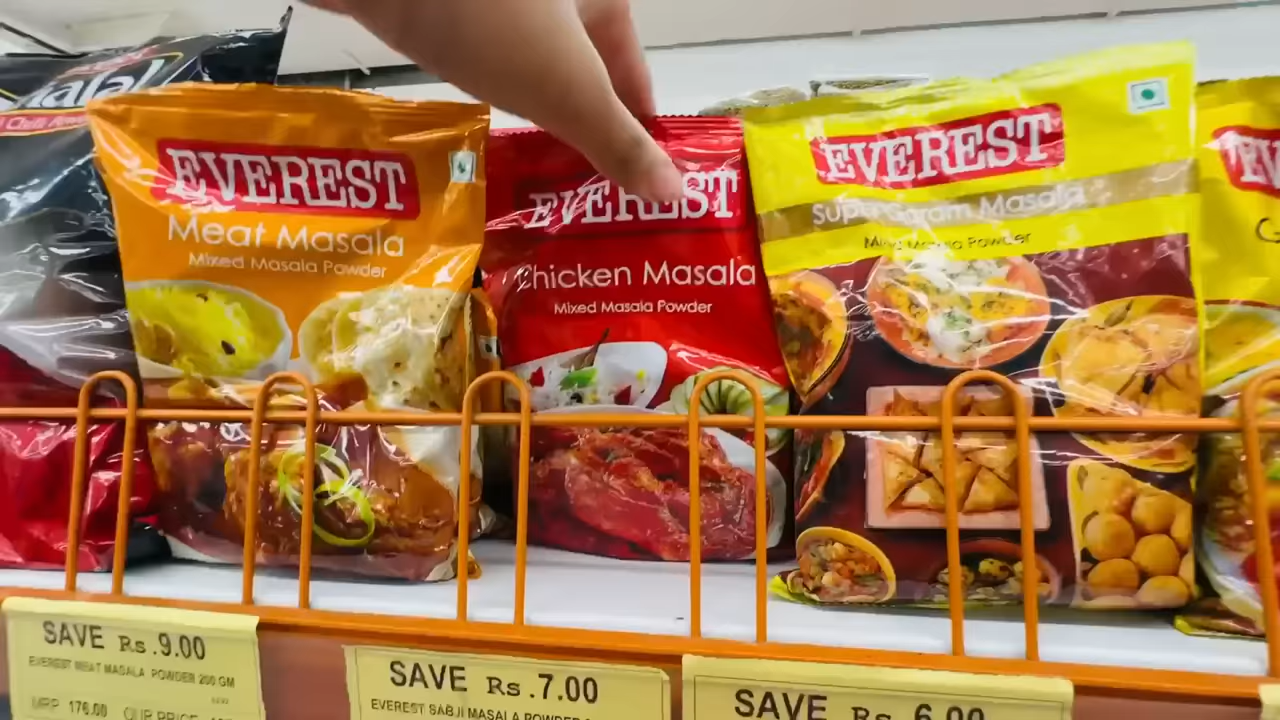 EVEREST
Meat Masala
Mixed Masala Powder
EVEREST
Chicken Masala
Mixed Masala Powder
EVEREST
Super Garam Masala
Mixed Masala Powder
SAVE Rs.9.00
EVEREST MEAT MASALA POWDER 200 GM
MRP 176.00 OUR PRICE
SAVE Rs.7.00
EVEREST SABJI MASALA POWDER
SAVE Rs 6.00